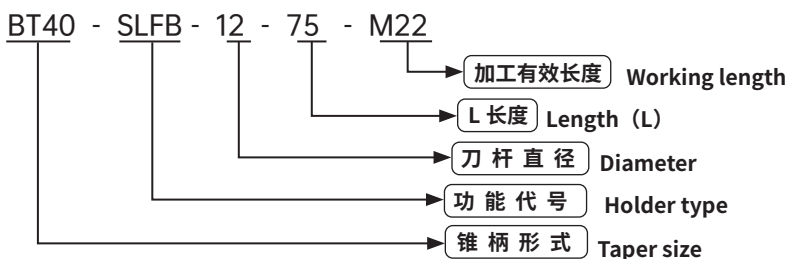 BT40 - SLFB - 12 - 75 - M22
加工有效长度 Working length
L 长度 Length（L）
刀杆直径 Diameter
功能代号 Holder type
锥柄形式 Taper size